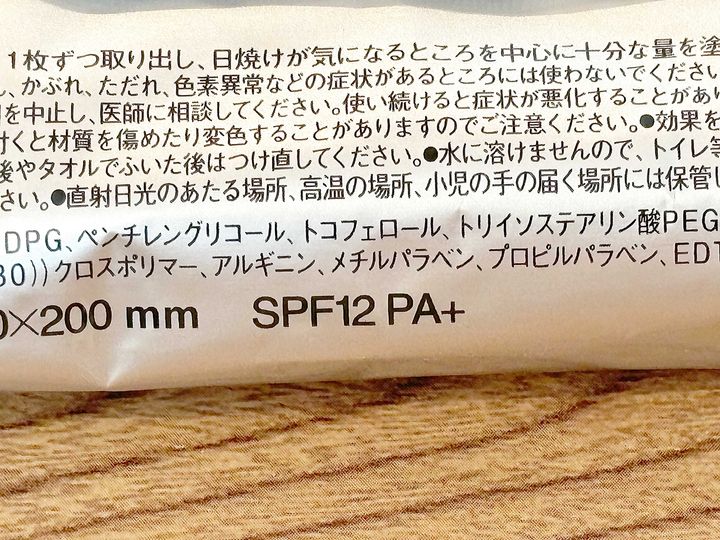 1枚ずつ取り出し、日焼けが気になるところを中心に十分な量を塗
かぶれ、ただれ、色素異常などの症状があるところには使わないでください
を中止し、医師に相談してください。使い続けると症状が悪化することがあり
付くと材質を傷めたり変色することがありますのでご注意ください。●効果を
後やタオルでふいた後はつけ直してください。●水に溶けませんので、トイレ等
さい。●直射日光のあたる場所、高温の場所、小児の手の届く場所には保管し
DPG、ペンチレングリコール、トコフェロール、トリイソステアリン酸PEG
30))クロスポリマー、アルギニン、メチルパラベン、プロピルパラベン、EDT
0×200 mm SPF12 PA+